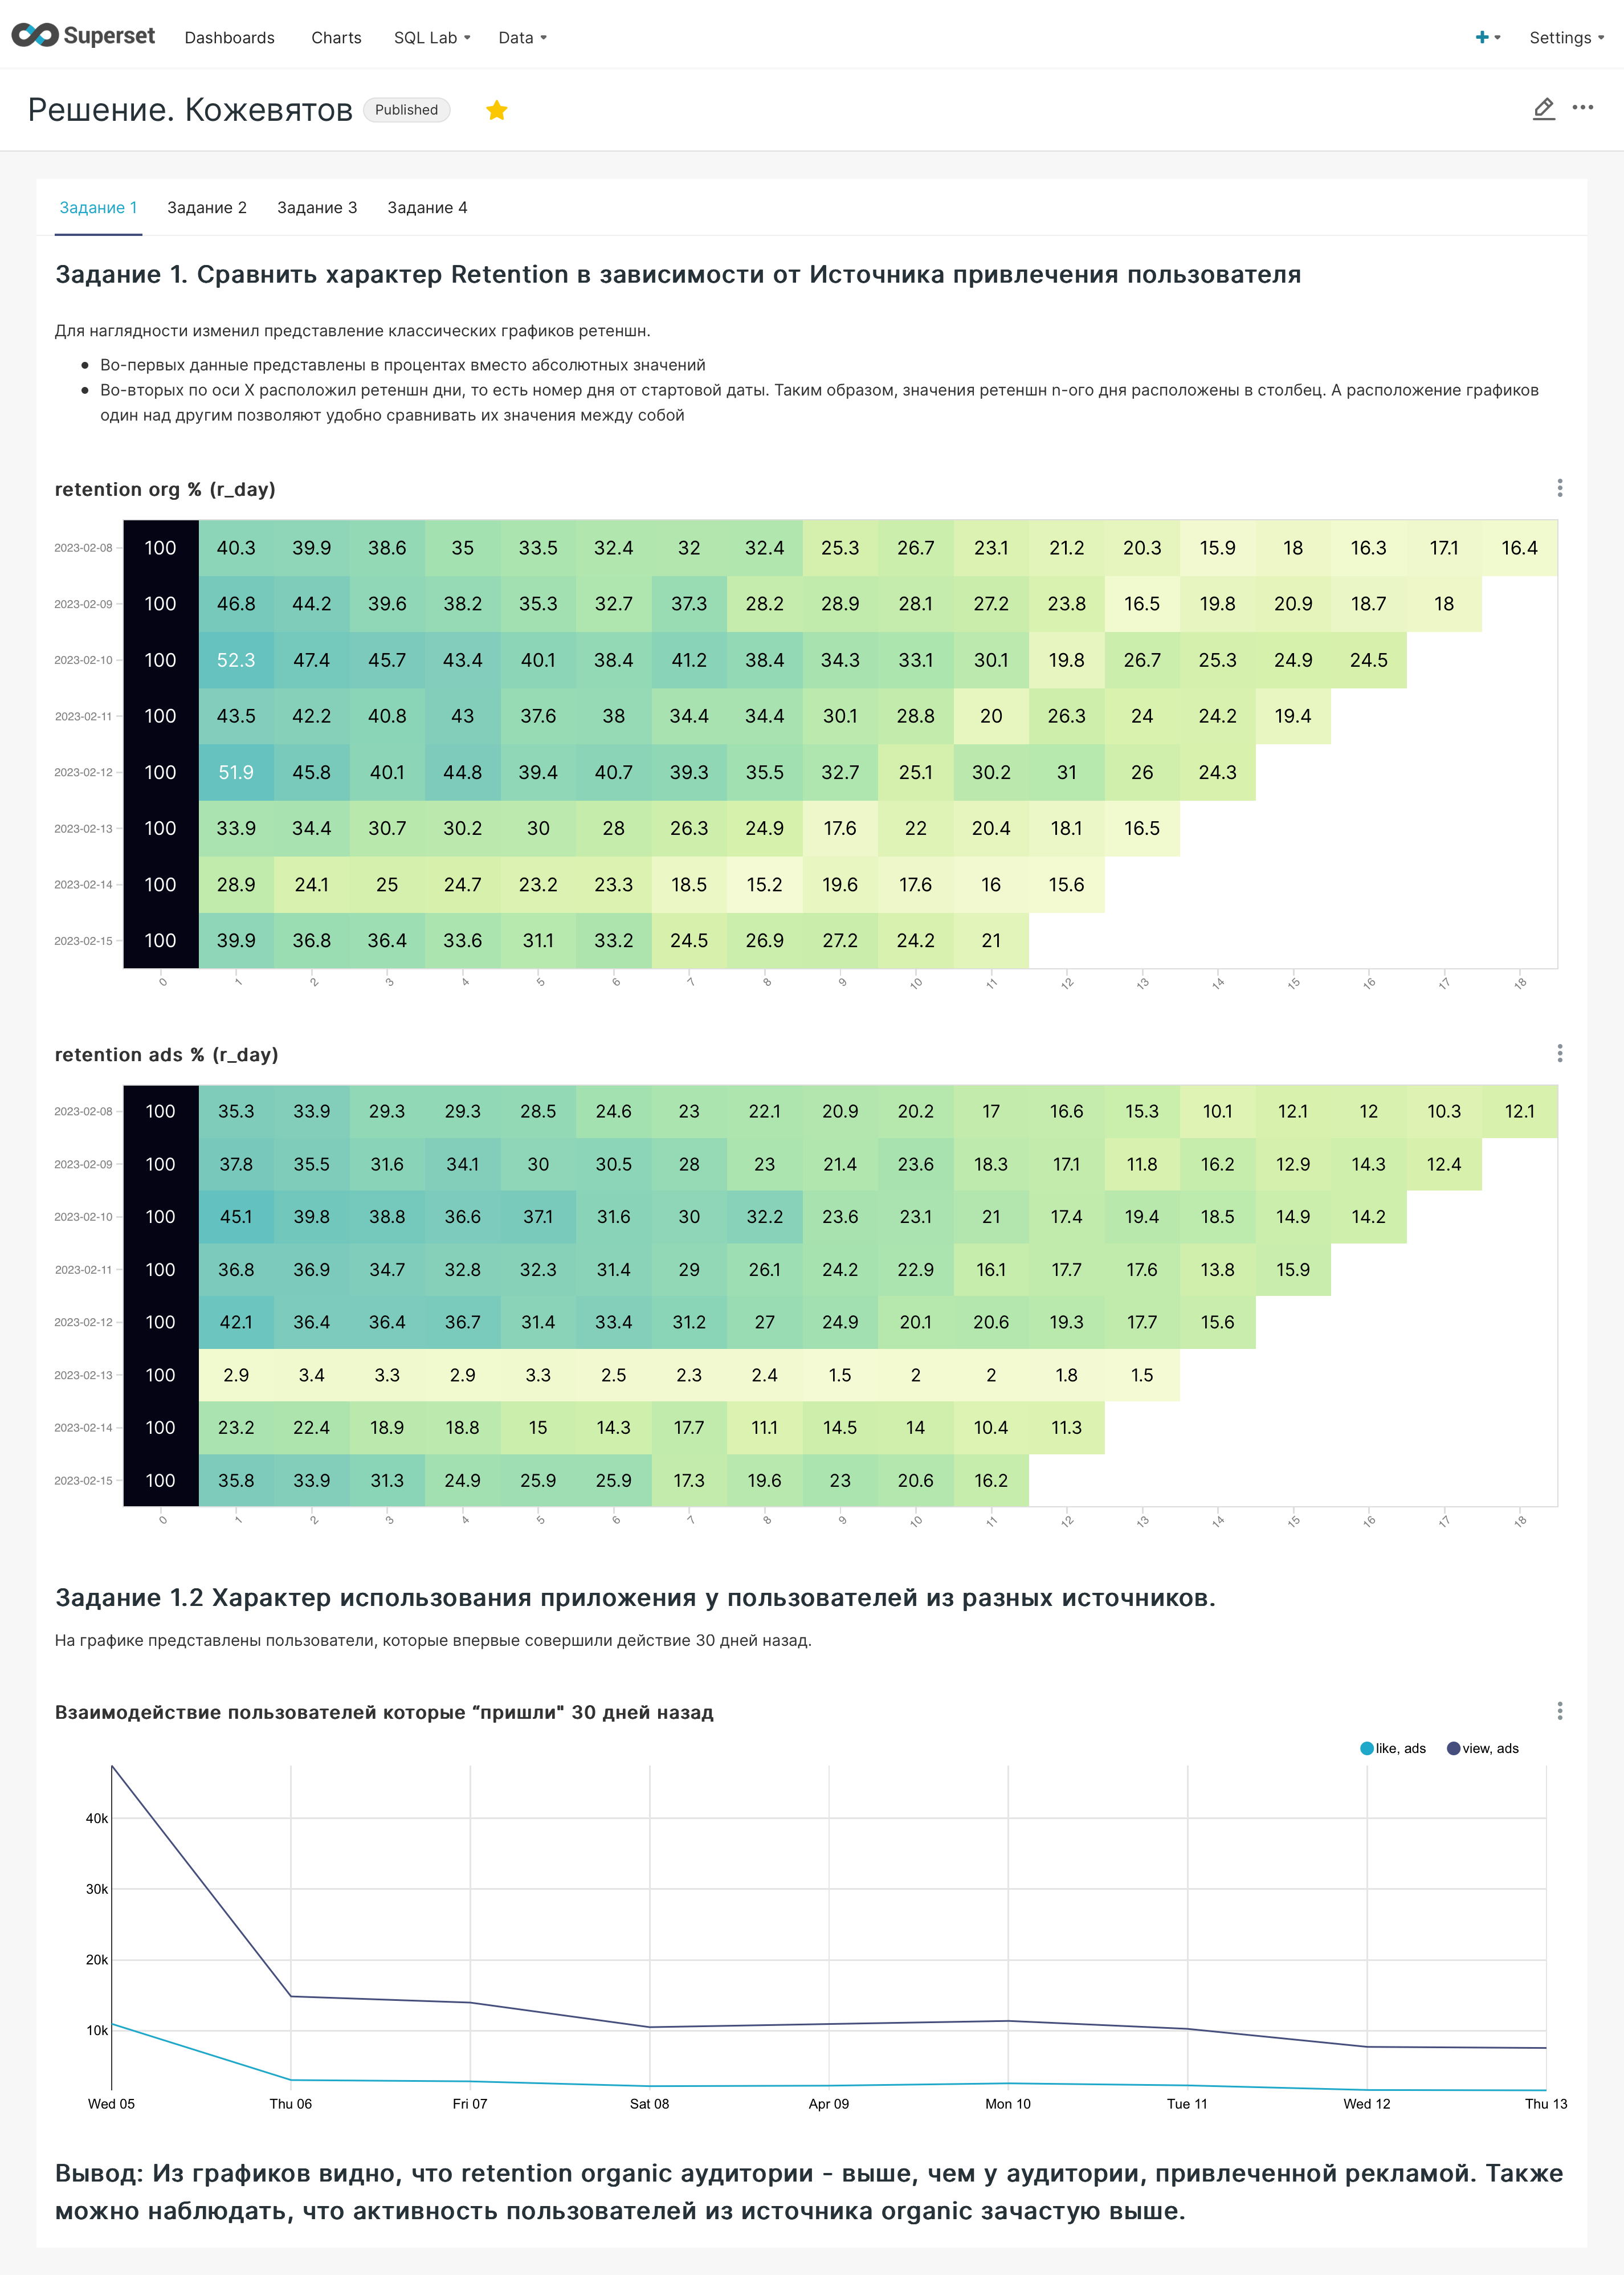 Superset Dashboards Charts SQL Lab Data + Settings
Решение. Кожевятов Published
Задание 1 Задание 2 Задание 3 Задание 4
Задание 1. Сравнить характер Retention в зависимости от Источника привлечения пользователя
Для наглядности изменил представление классических графиков ретеншн.
Во-первых данные представлены в процентах вместо абсолютных значений
Во-вторых по оси X расположил ретеншн дни, то есть номер дня от стартовой даты. Таким образом, значения ретеншн n-ого дня расположены в столбец. А расположение графиков
один над другим позволяют удобно сравнивать их значения между собой
retention org % (r_day)
2023-02-08 100 40.3 39.9 38.6 35 33.5 32.4 32 32.4 25.3 26.7 23.1 21.2 20.3 15.9 18 16.3 17.1 16.4
2023-02-09 100 46.8 44.2 39.6 38.2 35.3 32.7 37.3 28.2 28.9 28.1 27.2 23.8 16.5 19.8 20.9 18.7 18
2023-02-10 100 52.3 47.4 45.7 43.4 40.1 38.4 41.2 38.4 34.3 33.1 30.1 19.8 26.7 25.3 24.9 24.5
2023-02-11 100 43.5 42.2 40.8 43 37.6 38 34.4 34.4 30.1 28.8 20 26.3 24 24.2 19.4
2023-02-12 100 51.9 45.8 40.1 44.8 39.4 40.7 39.3 35.5 32.7 25.1 30.2 31 26 24.3
2023-02-13 100 33.9 34.4 30.7 30.2 30 28 26.3 24.9 17.6 22 20.4 18.1 16.5
2023-02-14 100 28.9 24.1 25 24.7 23.2 23.3 18.5 15.2 19.6 17.6 16 15.6
2023-02-15 100 39.9 36.8 36.4 33.6 31.1 33.2 24.5 26.9 27.2 24.2 21
0 1 2 3 4 5 6 7 8 9 10 11 12 13 14 15 16 17 18
retention ads % (r_day)
2023-02-08 100 35.3 33.9 29.3 29.3 28.5 24.6 23 22.1 20.9 20.2 17 16.6 15.3 10.1 12.1 12 10.3 12.1
2023-02-09 100 37.8 35.5 31.6 34.1 30 30.5 28 23 21.4 23.6 18.3 17.1 11.8 16.2 12.9 14.3 12.4
2023-02-10 100 45.1 39.8 38.8 36.6 37.1 31.6 30 32.2 23.6 23.1 21 17.4 19.4 18.5 14.9 14.2
2023-02-11 100 36.8 36.9 34.7 32.8 32.3 31.4 29 26.1 24.2 22.9 16.1 17.7 17.6 13.8 15.9
2023-02-12 100 42.1 36.4 36.4 36.7 31.4 33.4 31.2 27 24.9 20.1 20.6 19.3 17.7 15.6
2023-02-13 100 2.9 3.4 3.3 2.9 3.3 2.5 2.3 2.4 1.5 2 2 1.8 1.5
2023-02-14 100 23.2 22.4 18.9 18.8 15 14.3 17.7 11.1 14.5 14 10.4 11.3
2023-02-15 100 35.8 33.9 31.3 24.9 25.9 25.9 17.3 19.6 23 20.6 16.2
0 1 2 3 4 5 6 7 8 9 10 11 12 13 14 15 16 17 18
Задание 1.2 Характер использования приложения у пользователей из разных источников.
На графике представлены пользователи, которые впервые совершили действие 30 дней назад.
Взаимодействие пользователей которые “пришли" 30 дней назад
like, ads view, ads
40k
30k
20k
10k
Wed 05 Thu 06 Fri 07 Sat 08 Apr 09 Mon 10 Tue 11 Wed 12 Thu 13
Вывод: Из графиков видно, что retention organic аудитории - выше, чем у аудитории, привлеченной рекламой. Также
можно наблюдать, что активность пользователей из источника organic зачастую выше.